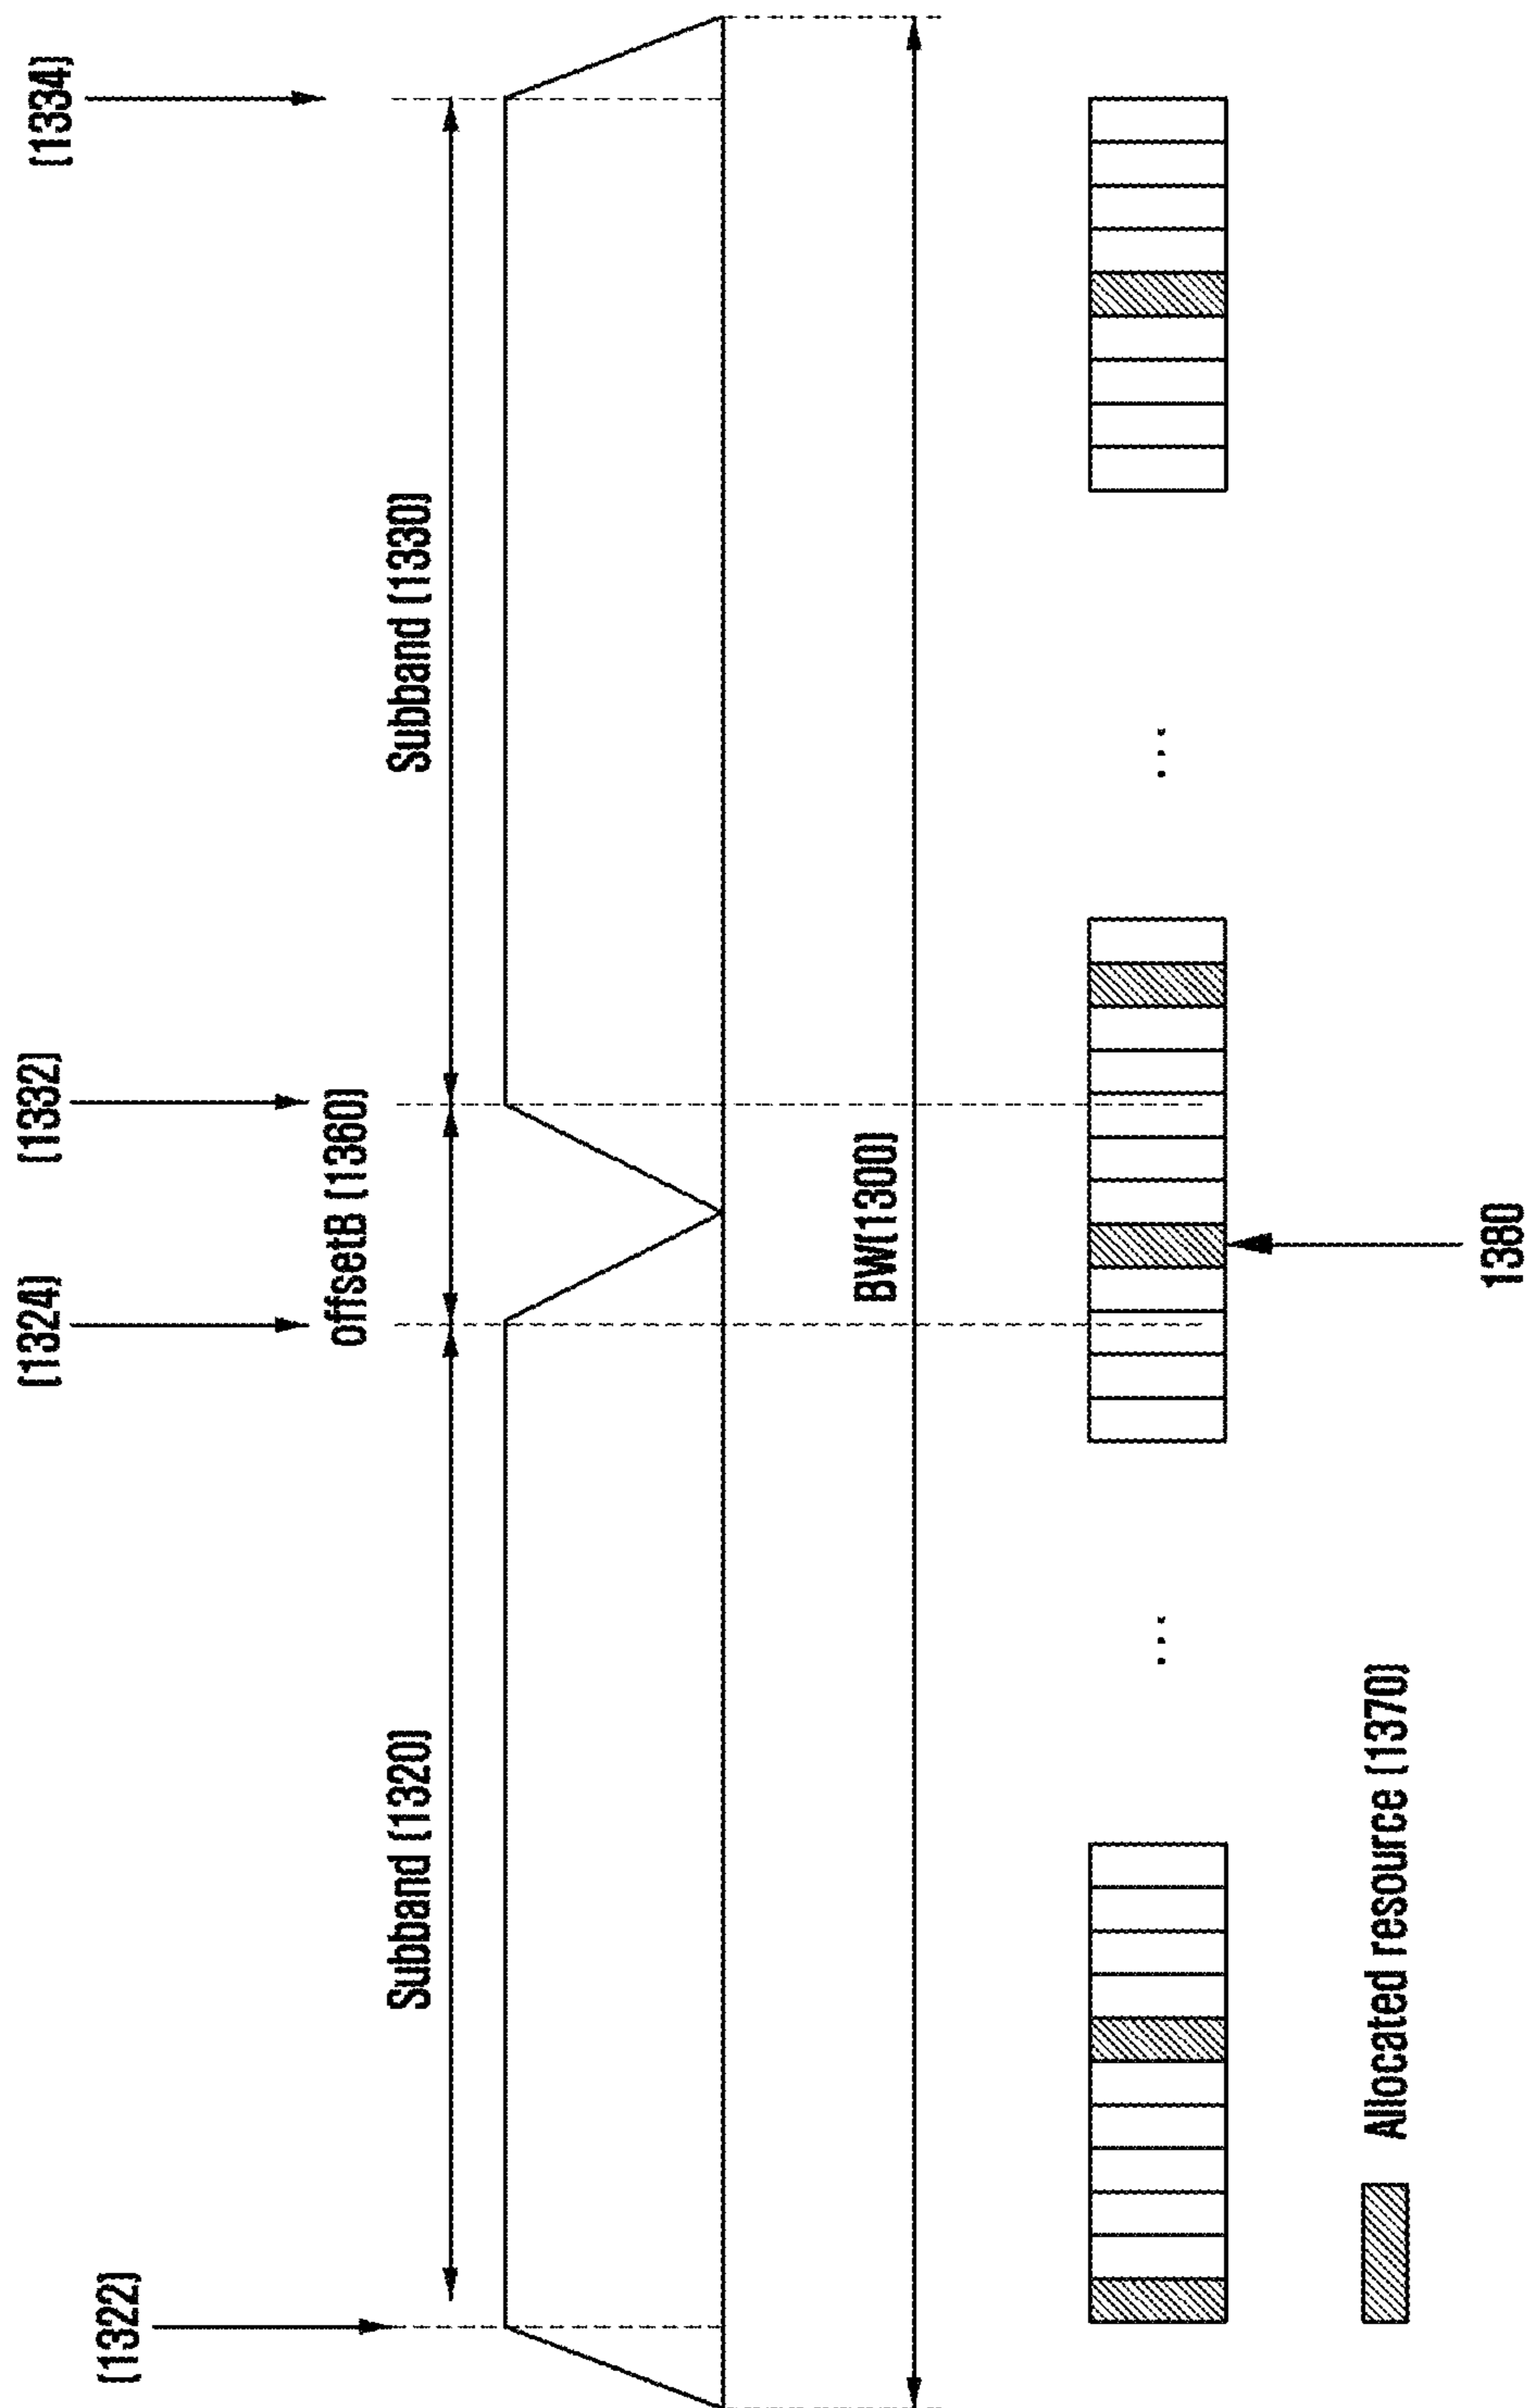 (1322)
(1324)
(1332)
(1334)
offsetB (1360)
Subband (1320)
Subband (1330)
BW(1300)
...
...
Allocated resource (1370)
1380